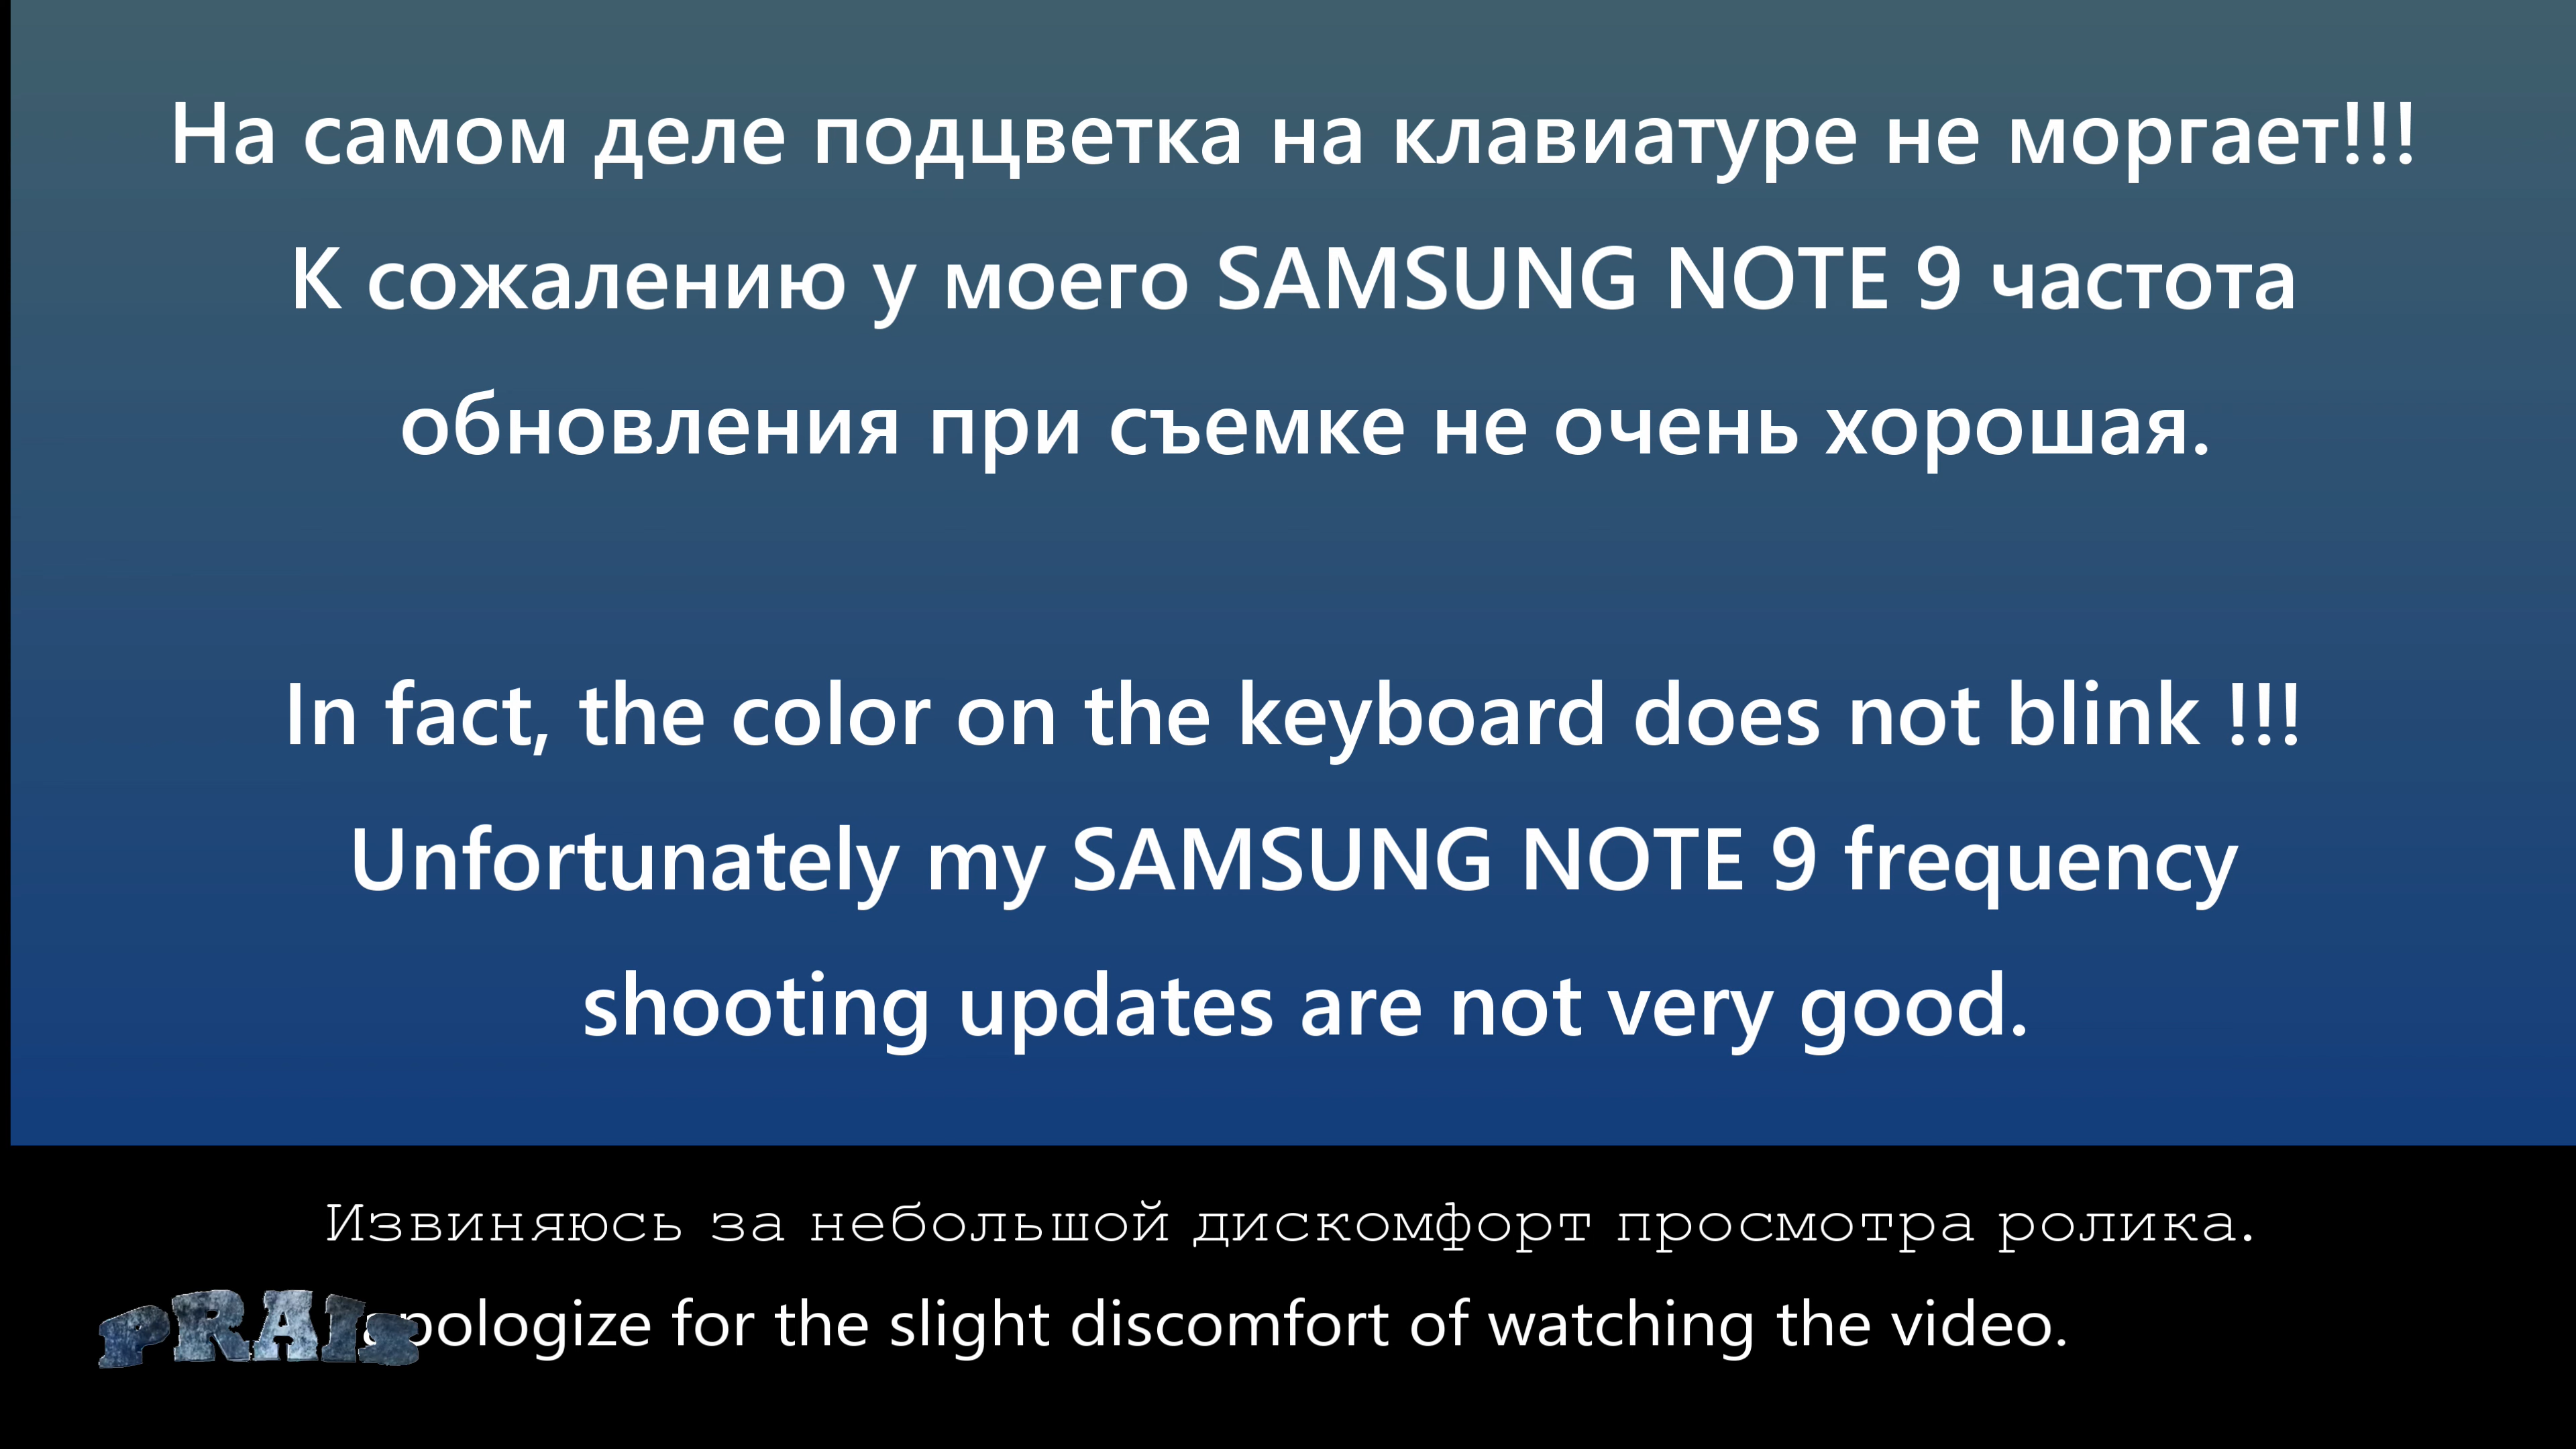 На самом деле подцветка на клавиатуре не моргает!!!
К сожалению у моего SAMSUNG NOTE 9 частота
обновления при съемке не очень хорошая.
In fact, the color on the keyboard does not blink !!!
Unfortunately my SAMSUNG NOTE 9 frequency
shooting updates are not very good.
Извиняюсь за небольшой дискомфорт просмотра ролика.
apologize for the slight discomfort of watching the video.
PRAIS